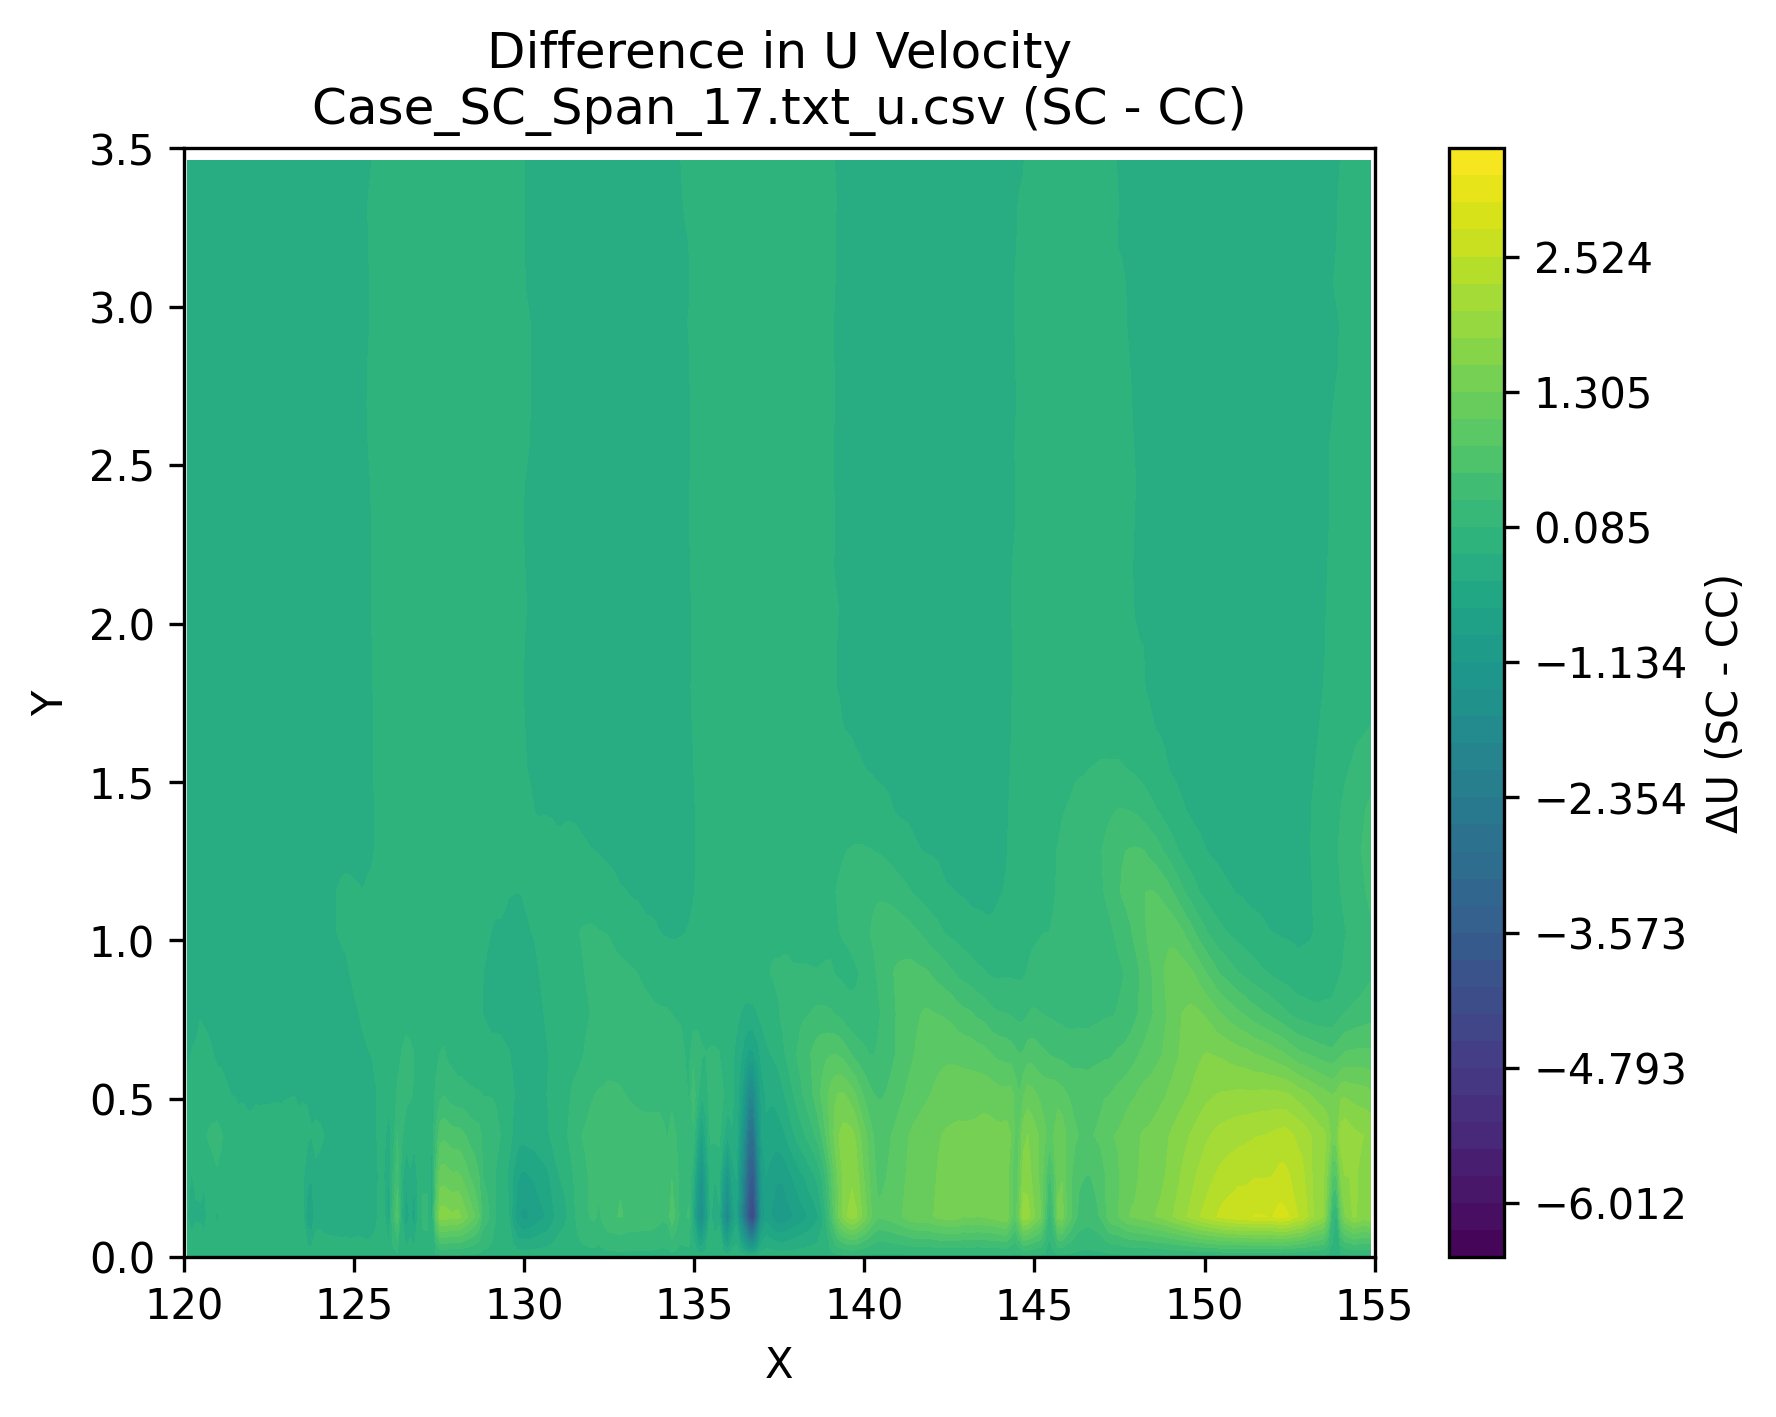 Difference in U Velocity
Case_SC_Span_17.txt_u.csv (SC - CC)
3.5
3.0
2.5
2.0
1.5
1.0
0.5
0.0
Y
120 125 130 135 140 145 150 155
X
2.524
1.305
0.085
−1.134
−2.354
−3.573
−4.793
−6.012
ΔU (SC - CC)